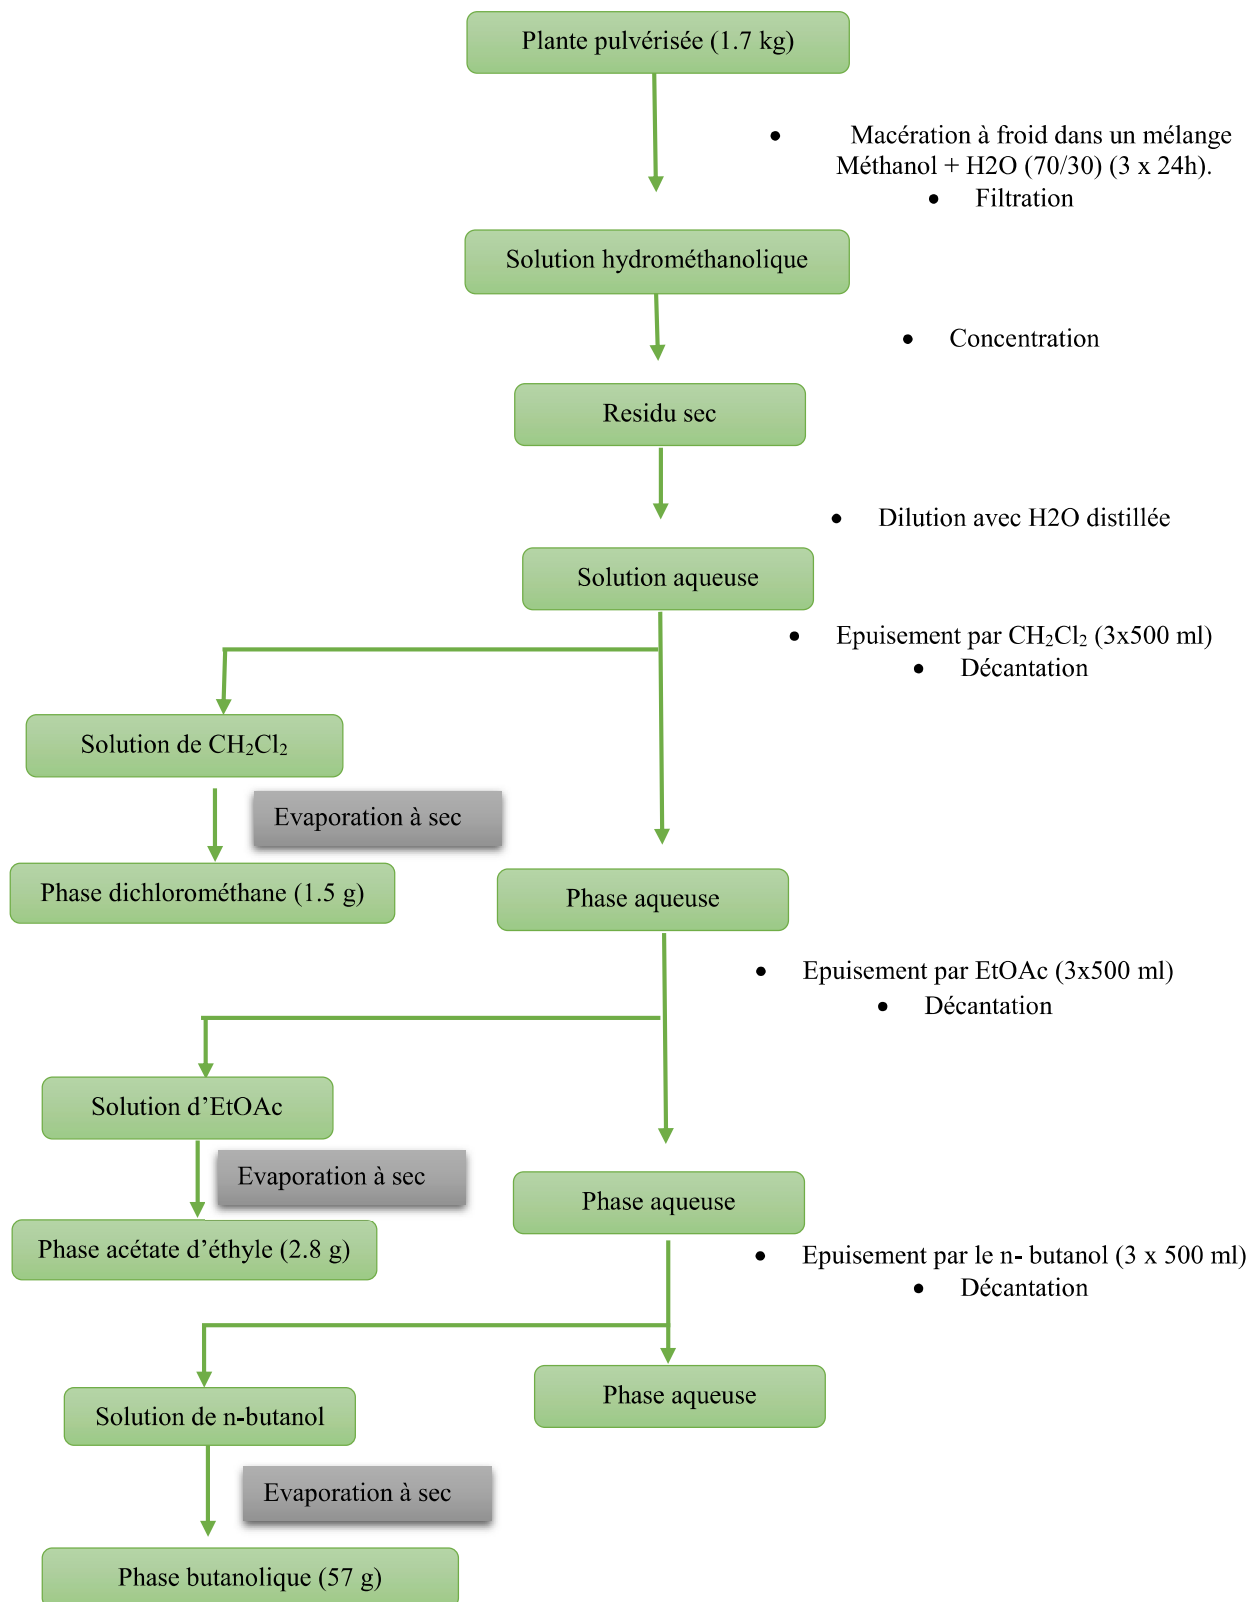 Plante pulvérisée (1.7 kg)
• Macération à froid dans un mélange
Méthanol + H2O (70/30) (3 x 24h).
• Filtration
Solution hydrométhanolique
• Concentration
Residu sec
• Dilution avec H2O distillée
Solution aqueuse
• Epuisement par CH₂Cl₂ (3x500 ml)
• Décantation
Solution de CH₂Cl₂
Evaporation à sec
Phase dichlorométhane (1.5 g)
Phase aqueuse
• Epuisement par EtOAc (3x500 ml)
• Décantation
Solution d’EtOAc
Evaporation à sec
Phase aqueuse
Phase acétate d’éthyle (2.8 g)
• Epuisement par le n- butanol (3 x 500 ml)
• Décantation
Phase aqueuse
Solution de n-butanol
Evaporation à sec
Phase butanolique (57 g)